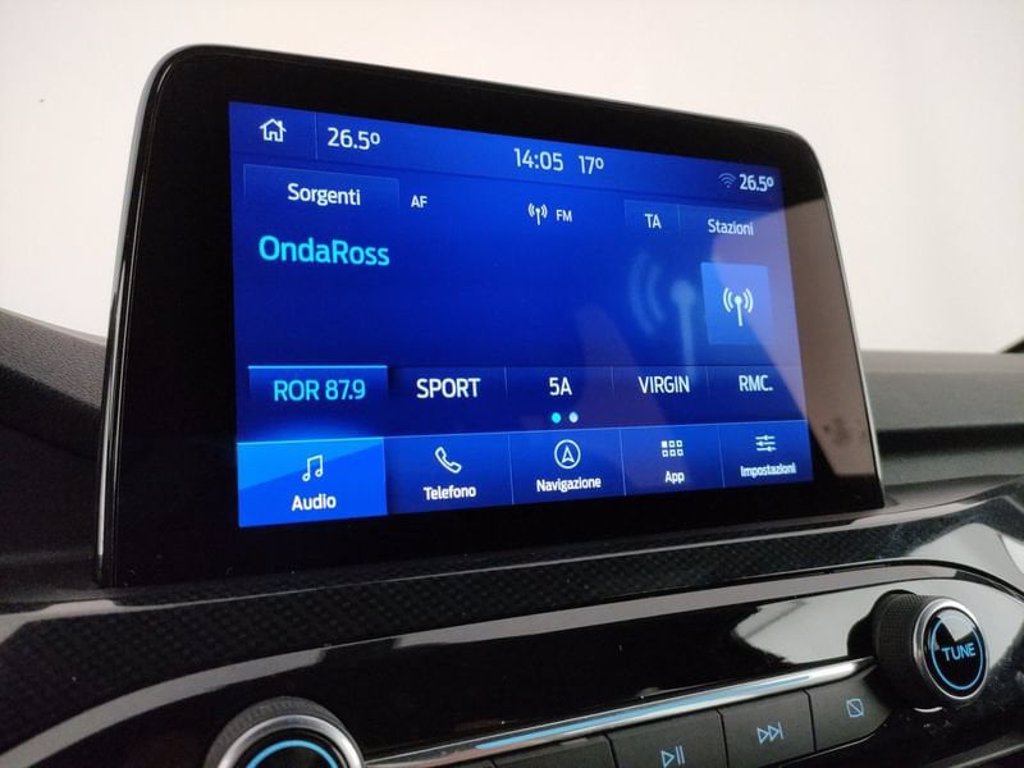 26.5° 14:05 17° 26.5°
Sorgenti AF FM TA Stazioni
OndaRoss
ROR 87.9 SPORT 5A VIRGIN RMC.
Audio Telefono Navigazione App Impostazioni
TUNE